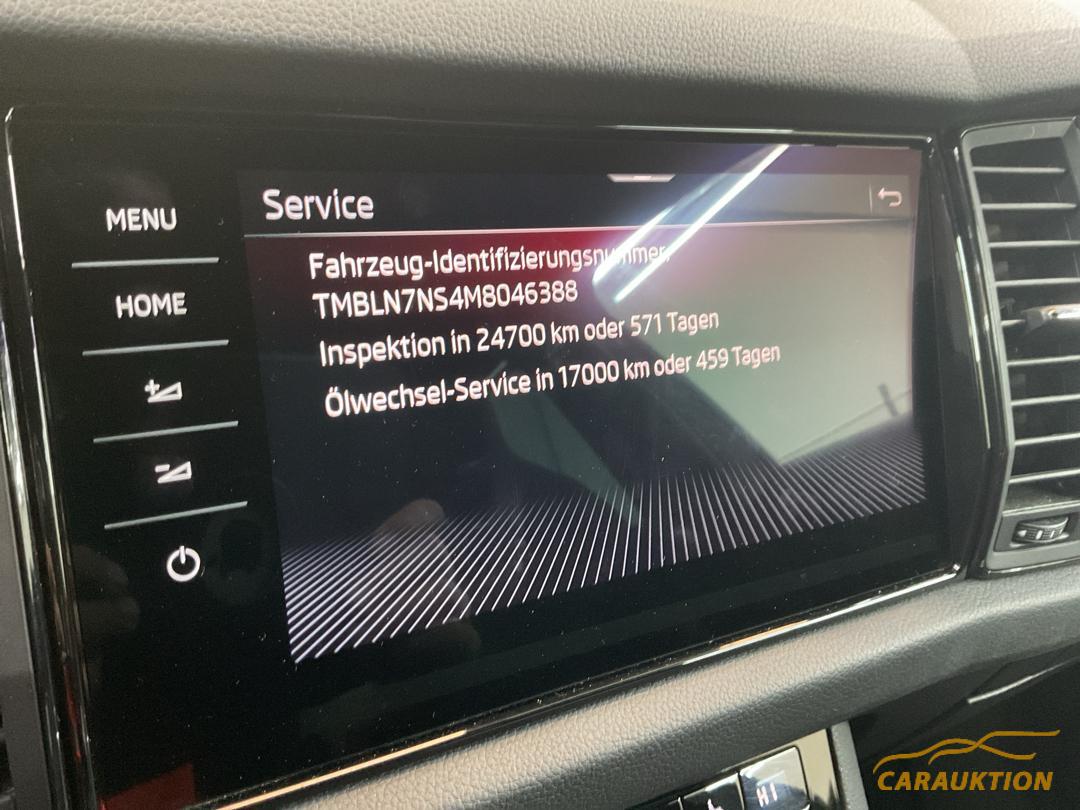 Service
MENU
HOME
Fahrzeug-Identifizierungsnummer:
TMBLN7NS4M8046388
Inspektion in 24700 km oder 571 Tagen
Ölwechsel-Service in 17000 km oder 459 Tagen
HI
CARAUKTION